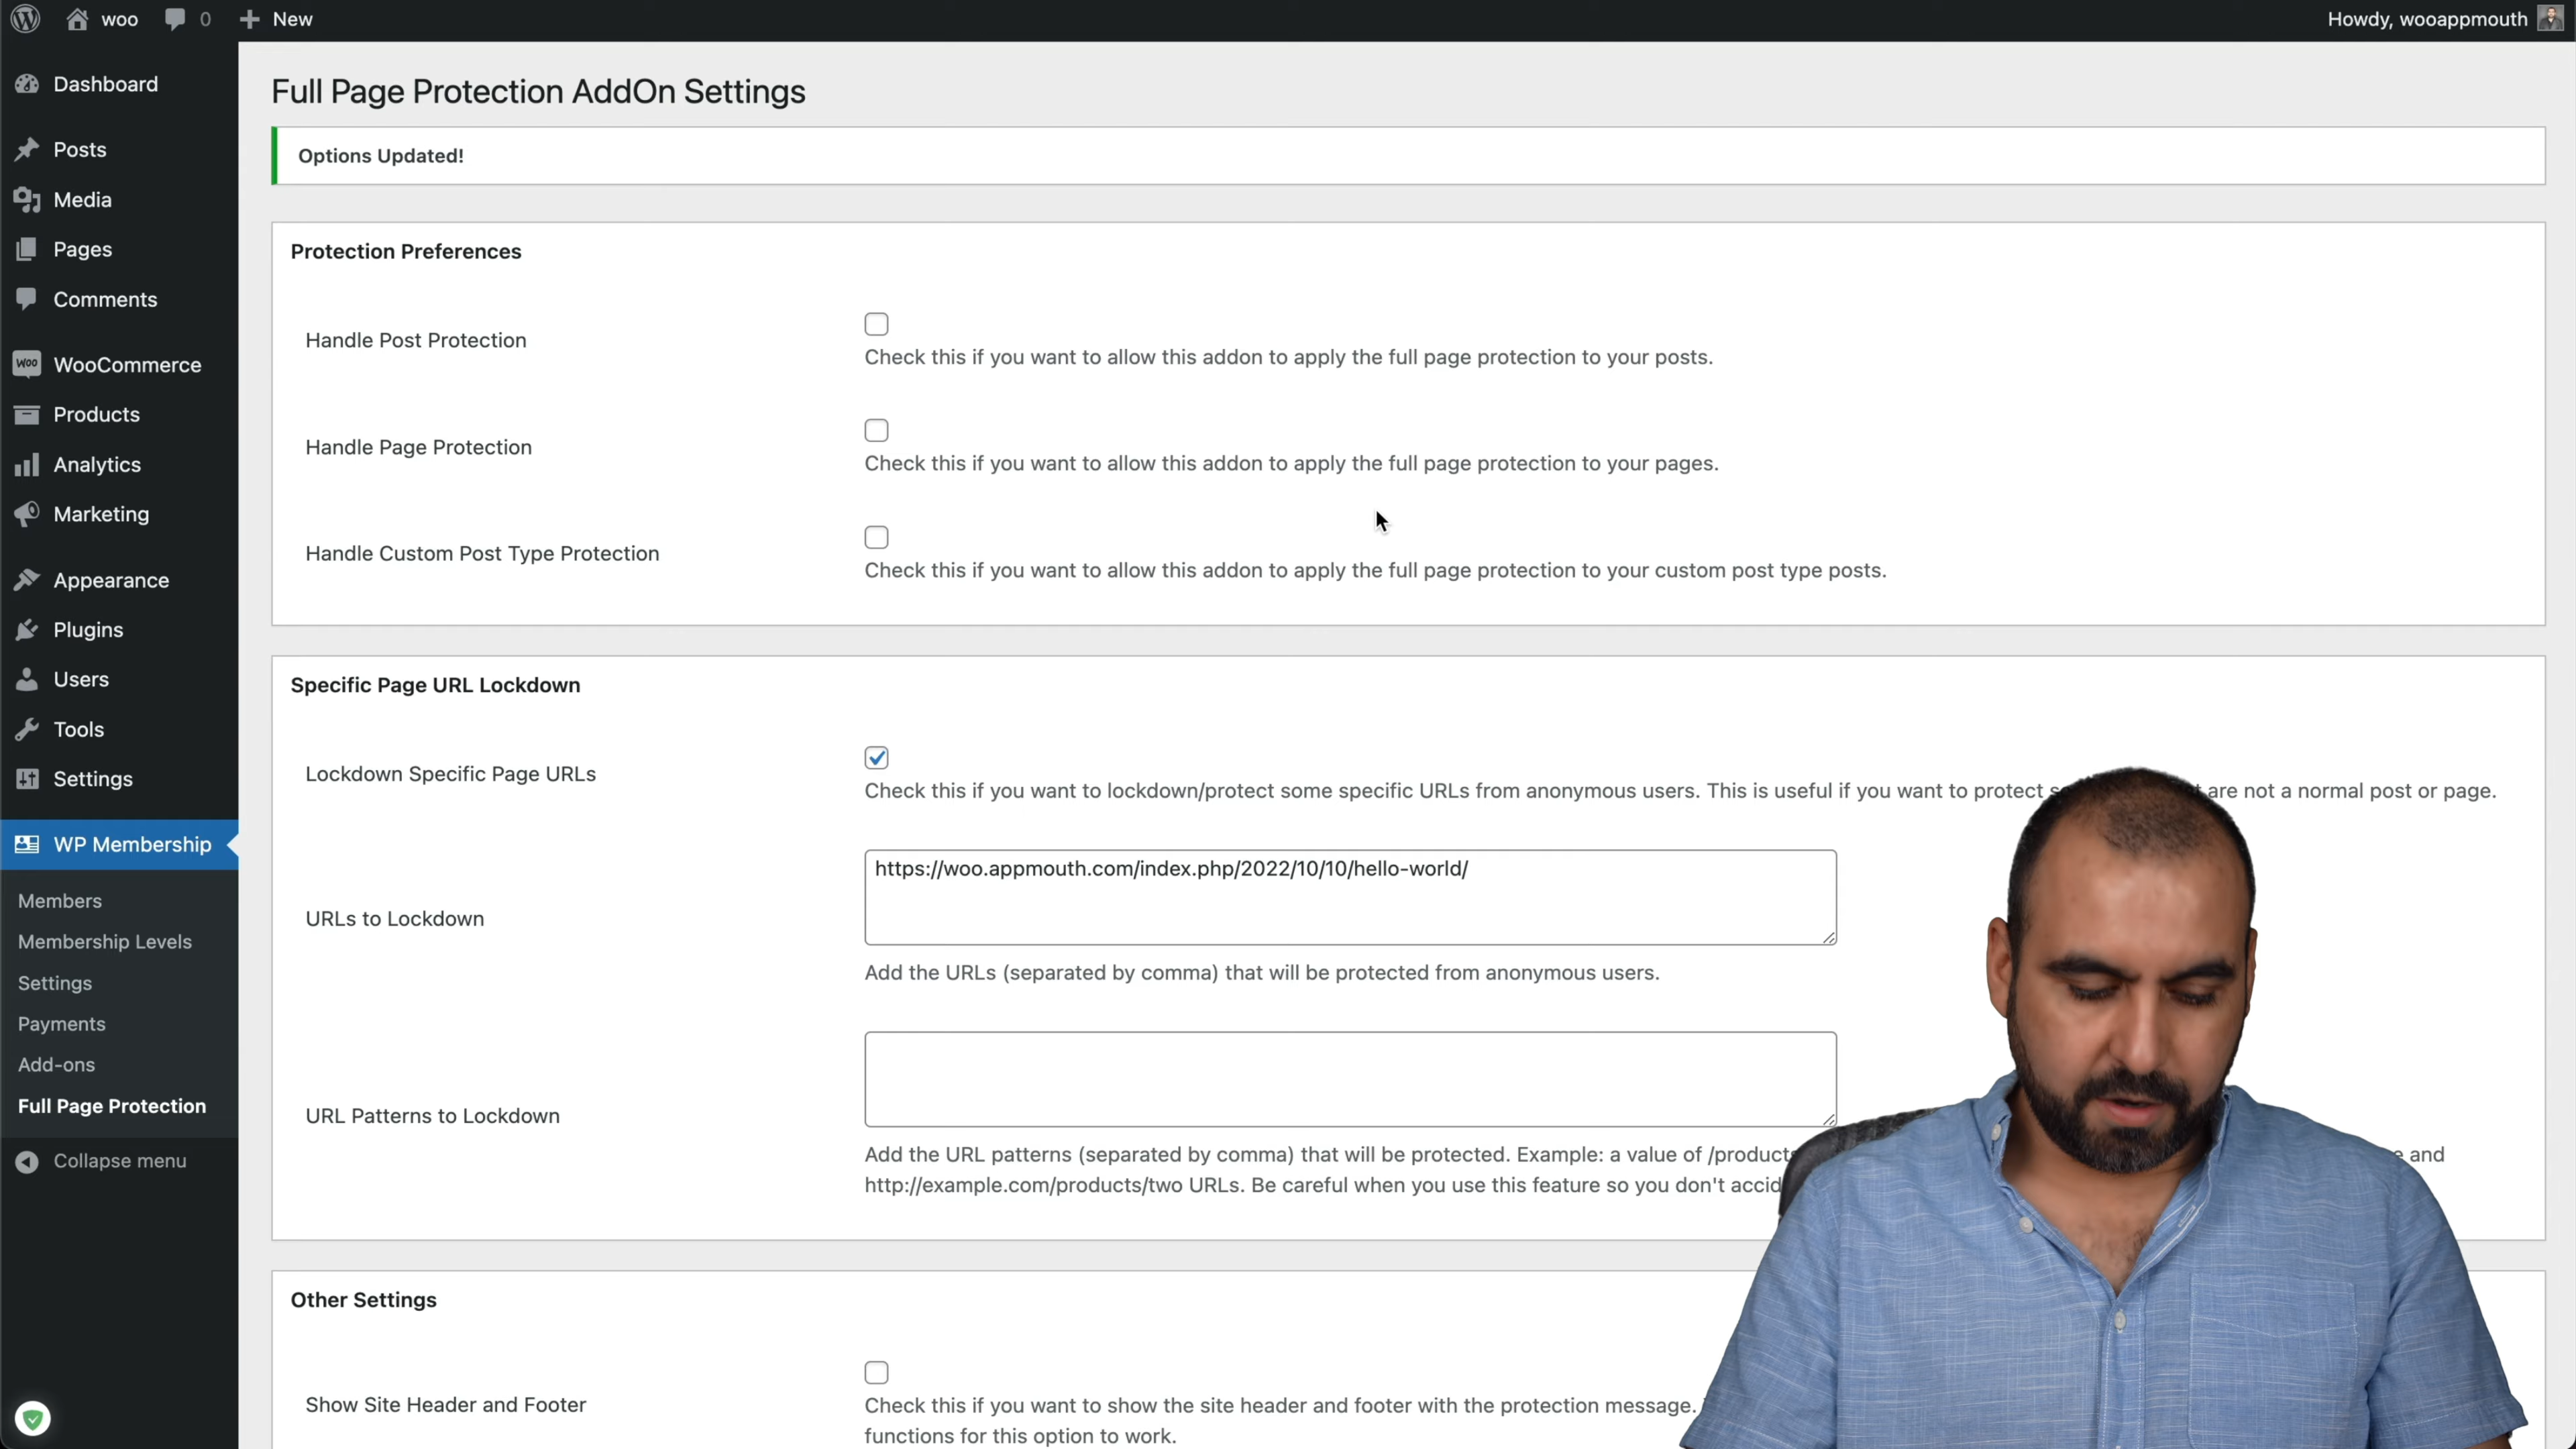 woo 0 New Howdy, wooappmouth
Dashboard
Posts
Media
Pages
Comments
WOO WooCommerce
Products
Analytics
Marketing
Appearance
Plugins
Users
Tools
Settings
WP Membership
Members
Membership Levels
Settings
Payments
Add-ons
Full Page Protection
Collapse menu
Full Page Protection AddOn Settings
Options Updated!
Protection Preferences
Handle Post Protection
Check this if you want to allow this addon to apply the full page protection to your posts.
Handle Page Protection
Check this if you want to allow this addon to apply the full page protection to your pages.
Handle Custom Post Type Protection
Check this if you want to allow this addon to apply the full page protection to your custom post type posts.
Specific Page URL Lockdown
Lockdown Specific Page URLs
Check this if you want to lockdown/protect some specific URLs from anonymous users. This is useful if you want to protect are not a normal post or page.
URLs to Lockdown
https://woo.appmouth.com/index.php/2022/10/10/hello-world/
Add the URLs (separated by comma) that will be protected from anonymous users.
URL Patterns to Lockdown
Add the URL patterns (separated by comma) that will be protected. Example: a value of /products and
http://example.com/products/two URLs. Be careful when you use this feature so you don't
Other Settings
Show Site Header and Footer
Check this if you want to show the site header and footer with the protection message.
functions for this option to work.